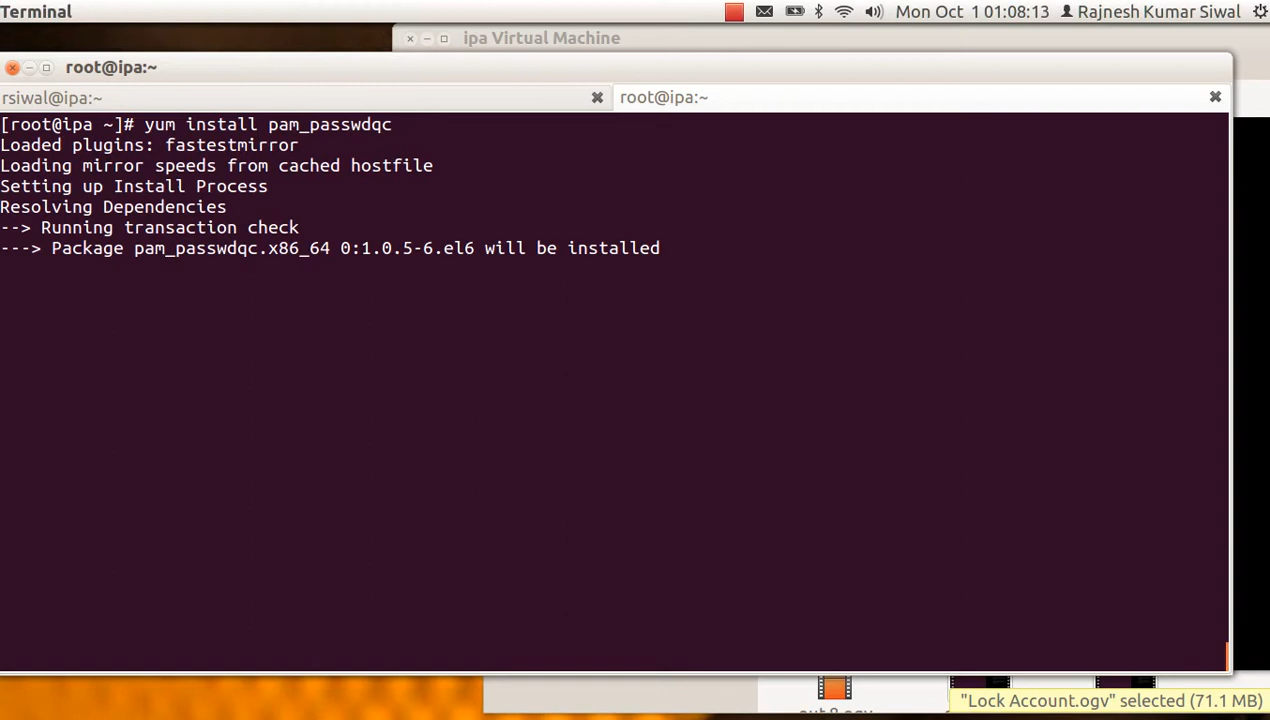 Terminal
Mon Oct 1 01:08:13 Rajnesh Kumar Siwal
ipa Virtual Machine
root@ipa:~
rsiwal@ipa:~
root@ipa:~
[root@ipa ~]# yum install pam_passwdqc
Loaded plugins: fastestmirror
Loading mirror speeds from cached hostfile
Setting up Install Process
Resolving Dependencies
--> Running transaction check
---> Package pam_passwdqc.x86_64 0:1.0.5-6.el6 will be installed
"Lock Account.ogv" selected (71.1 MB)